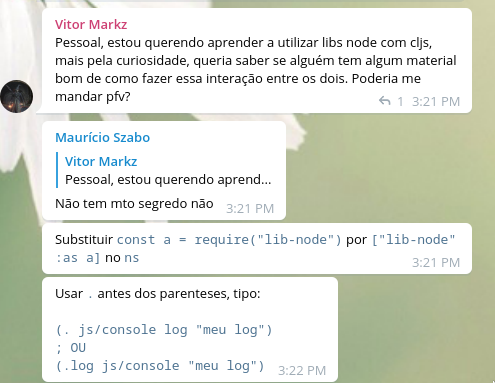 Vitor Markz
Pessoal, estou querendo aprender a utilizar libs node com cljs,
mais pela curiosidade, queria saber se alguém tem algum material
bom de como fazer essa interação entre os dois. Poderia me
mandar pfv?
1 3:21 PM
Maurício Szabo
Vitor Markz
Pessoal, estou querendo aprend...
Não tem mto segredo não 3:21 PM
Substituir const a = require("lib-node") por ["lib-node"
:as a] no ns
3:21 PM
Usar . antes dos parenteses, tipo:
(. js/console log "meu log")
; OU
(.log js/console "meu log") 3:22 PM